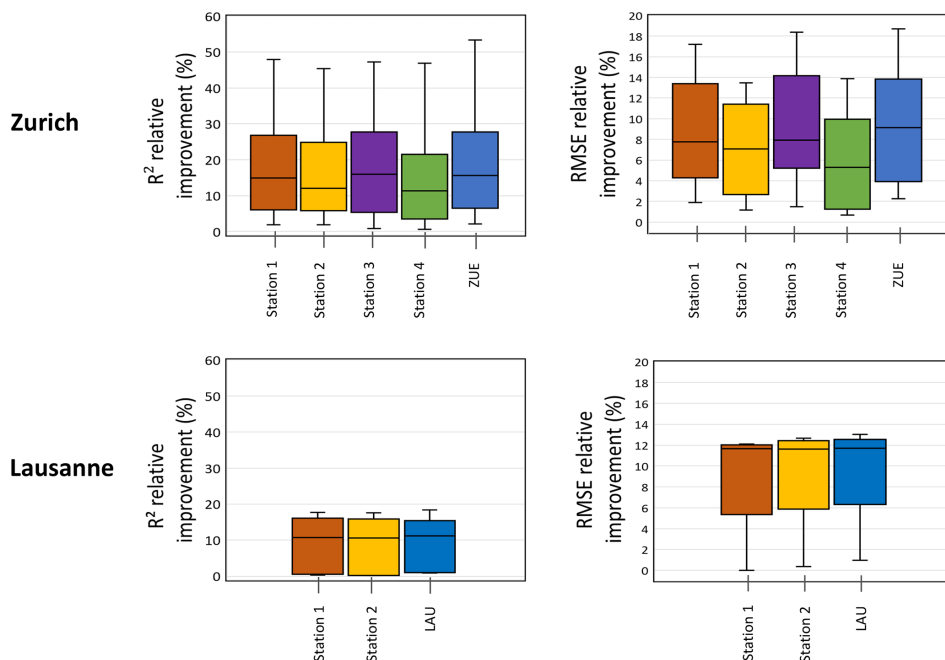 Zurich
R² relative
improvement (%)
60
50
40
30
20
10
0
Station 1
Station 2
Station 3
Station 4
ZUE
RMSE relative
improvement (%)
20
18
16
14
12
10
8
6
4
2
0
Station 1
Station 2
Station 3
Station 4
ZUE
Lausanne
R² relative
improvement (%)
60
50
40
30
20
10
0
Station 1
Station 2
LAU
RMSE relative
improvement (%)
20
18
16
14
12
10
8
6
4
2
0
Station 1
Station 2
LAU